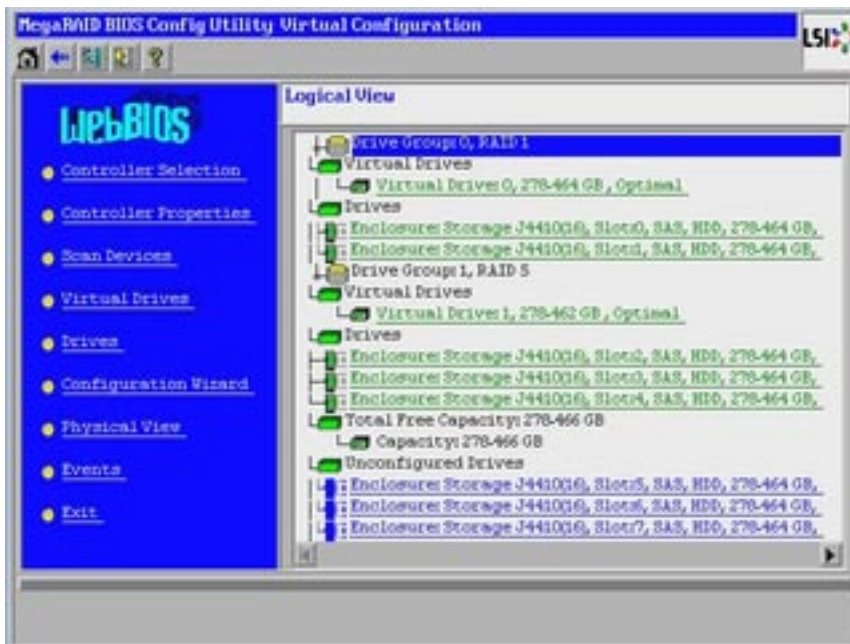 MegaRAID BIOS Config Utility Virtual Configuration
LSI
WebBIOS
Controller Selection
Controller Properties
Scan Devices
Virtual Drives
Drives
Configuration Wizard
Physical View
Events
Exit
Logical View
Drive Group: 0, RAID 1
Virtual Drives
Virtual Drive: 0, 278.464 GB, Optimal
Drives
Enclosure: Storage J4410(16), Slot:0, SAS, HDD, 278.464 GB,
Enclosure: Storage J4410(16), Slot:1, SAS, HDD, 278.464 GB,
Drive Group: 1, RAID 5
Virtual Drives
Virtual Drive: 1, 278.462 GB, Optimal
Drives
Enclosure: Storage J4410(16), Slot:2, SAS, HDD, 278.464 GB,
Enclosure: Storage J4410(16), Slot:3, SAS, HDD, 278.464 GB,
Enclosure: Storage J4410(16), Slot:4, SAS, HDD, 278.464 GB,
Total Free Capacity: 278.466 GB
Capacity: 278.466 GB
Unconfigured Drives
Enclosure: Storage J4410(16), Slot:5, SAS, HDD, 278.464 GB,
Enclosure: Storage J4410(16), Slot:6, SAS, HDD, 278.464 GB,
Enclosure: Storage J4410(16), Slot:7, SAS, HDD, 278.464 GB,